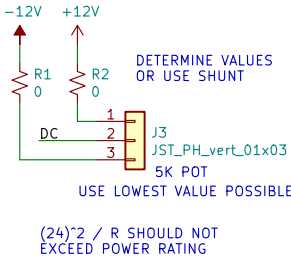 -12V +12V
DETERMINE VALUES
OR USE SHUNT
R1 R2
0 0
1
DC 2
3
J3
JST_PH_vert_01x03
5K POT
USE LOWEST VALUE POSSIBLE
(24)^2 / R SHOULD NOT
EXCEED POWER RATING